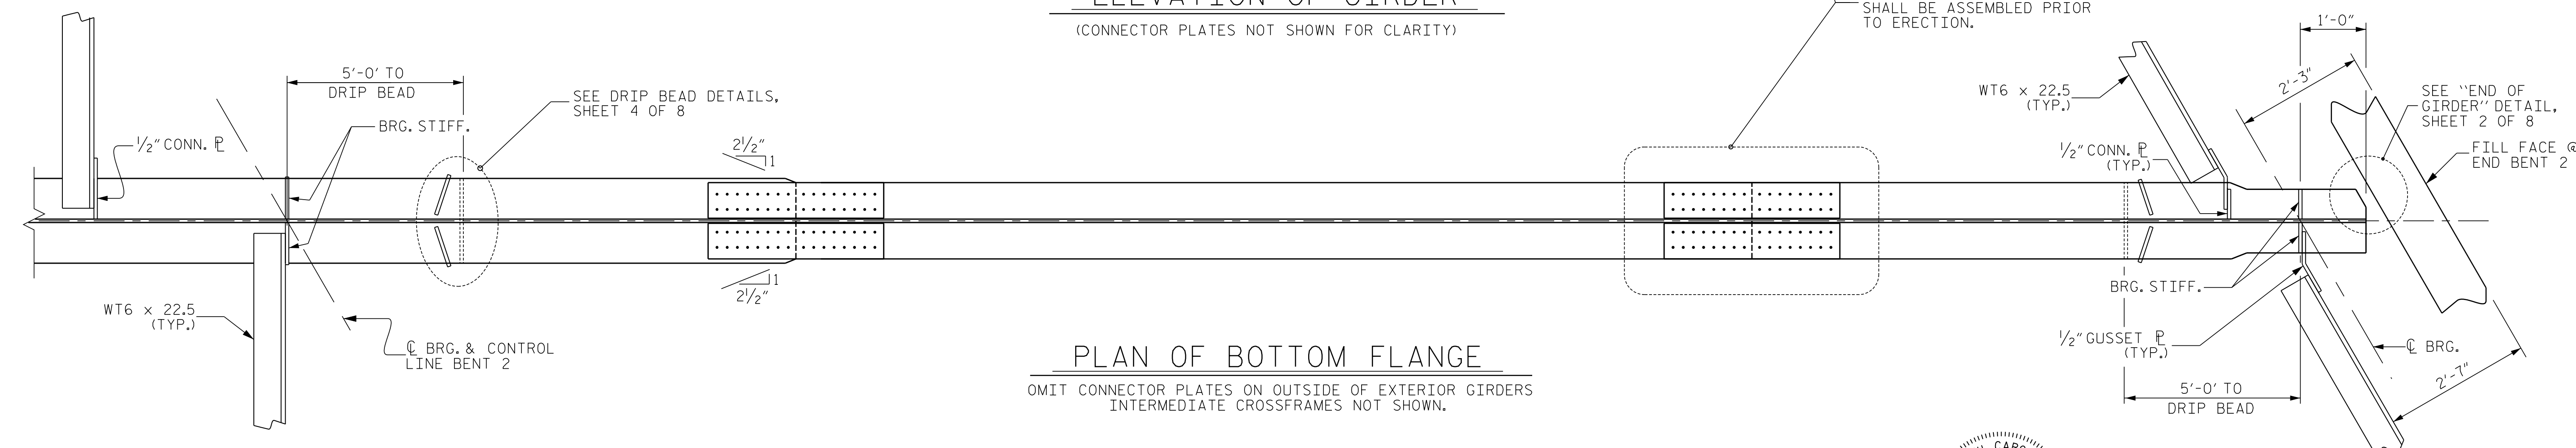 ELEVATION OF GIRDER
(CONNECTOR PLATES NOT SHOWN FOR CLARITY)
SHALL BE ASSEMBLED PRIOR
TO ERECTION.
1'-0"
2'-3"
5'-0' TO
DRIP BEAD
SEE DRIP BEAD DETAILS,
SHEET 4 OF 8
BRG. STIFF.
1/2" CONN. ℄
2 1/2"
1
WT6 x 22.5
(TYP.)
1/2" CONN. ℄
(TYP.)
SEE "END OF
GIRDER" DETAIL,
SHEET 2 OF 8
FILL FACE @
END BENT 2
1
2 1/2"
WT6 x 22.5
(TYP.)
℄ BRG. & CONTROL
LINE BENT 2
BRG. STIFF.
1/2" GUSSET ℄
(TYP.)
℄ BRG.
2'-7"
5'-0' TO
DRIP BEAD
PLAN OF BOTTOM FLANGE
OMIT CONNECTOR PLATES ON OUTSIDE OF EXTERIOR GIRDERS
INTERMEDIATE CROSSFRAMES NOT SHOWN.
CARO